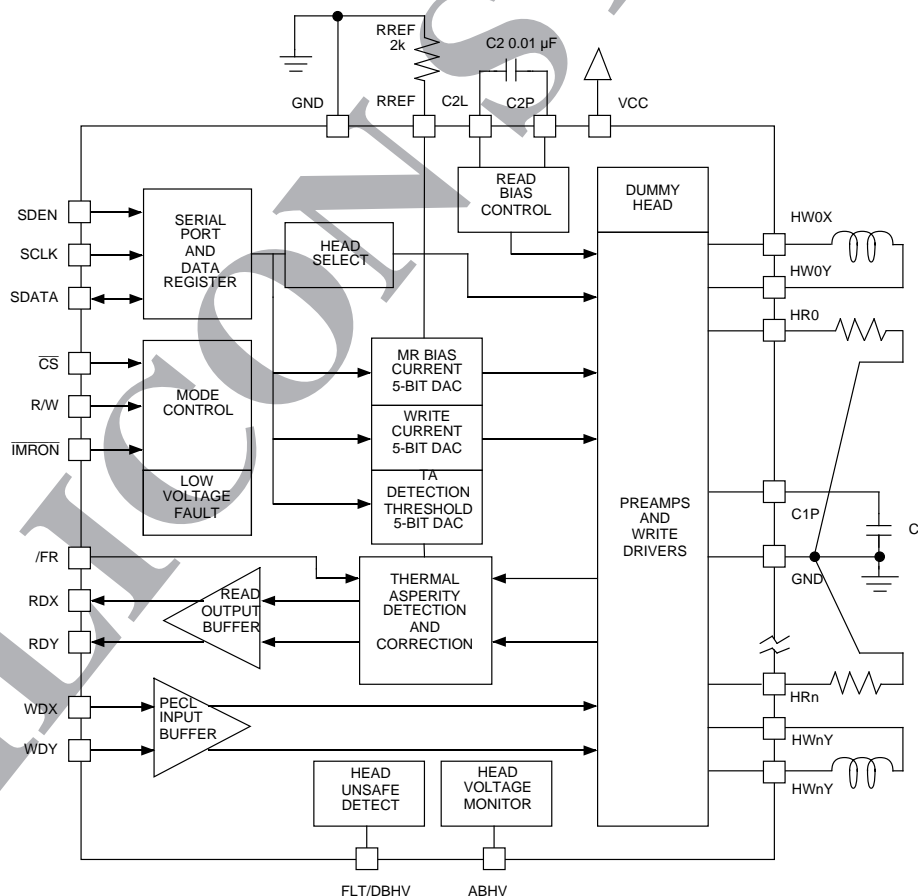 RREF
2k
C2 0.01 µF
GND
RREF
C2L
C2P
VCC
READ
BIAS
CONTROL
DUMMY
HEAD
SDEN
SCLK
SDATA
SERIAL
PORT
AND
DATA
REGISTER
HEAD
SELECT
HW0X
HW0Y
HR0
CS
R/W
IMRON
MODE
CONTROL
LOW
VOLTAGE
FAULT
MR BIAS
CURRENT
5-BIT DAC
WRITE
CURRENT
5-BIT DAC
TA
DETECTION
THRESHOLD
5-BIT DAC
PREAMPS
AND
WRITE
DRIVERS
C1P
C
GND
/FR
RDX
RDY
READ
OUTPUT
BUFFER
THERMAL
ASPERITY
DETECTION
AND
CORRECTION
WDX
WDY
PECL
INPUT
BUFFER
HRn
HWnY
HWnY
HEAD
UNSAFE
DETECT
HEAD
VOLTAGE
MONITOR
FLT/DBHV
ABHV
LICON S